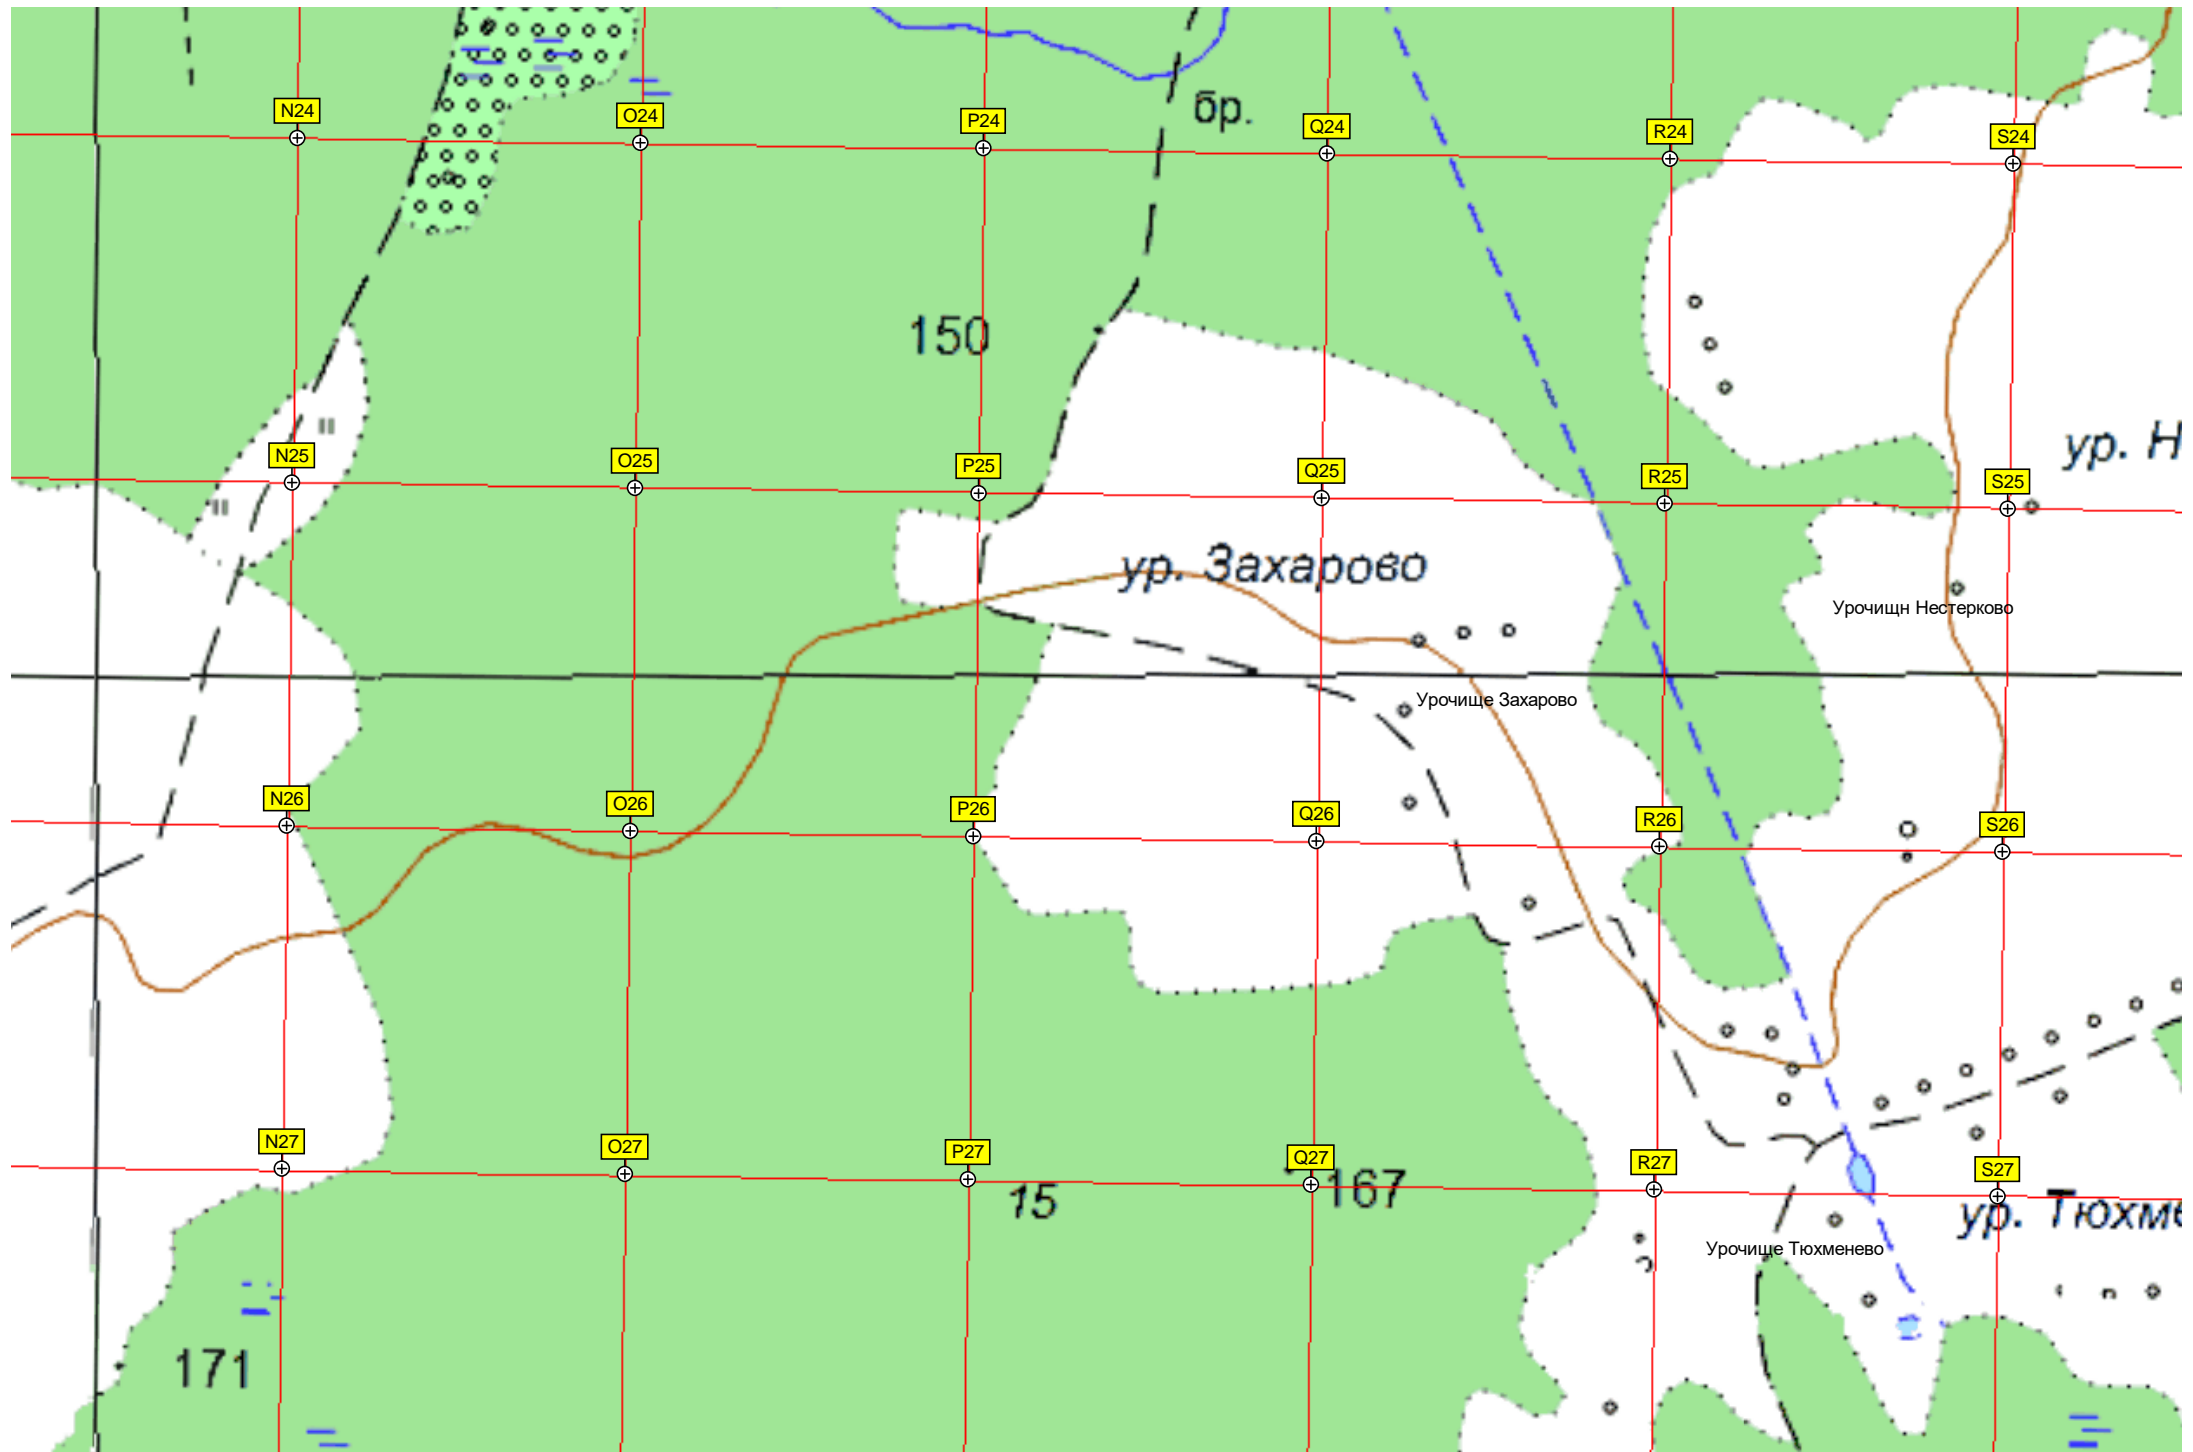 бр.
N24
O24
P24
Q24
R24
S24
150
ур. Н
N25
O25
P25
Q25
R25
S25
ур. Захарово
Урочищн Нестерково
Урочище Захарово
N26
O26
P26
Q26
R26
S26
N27
O27
P27
Q27
R27
S27
15
167
ур. Тюхме
Урочище Тюхменево
171